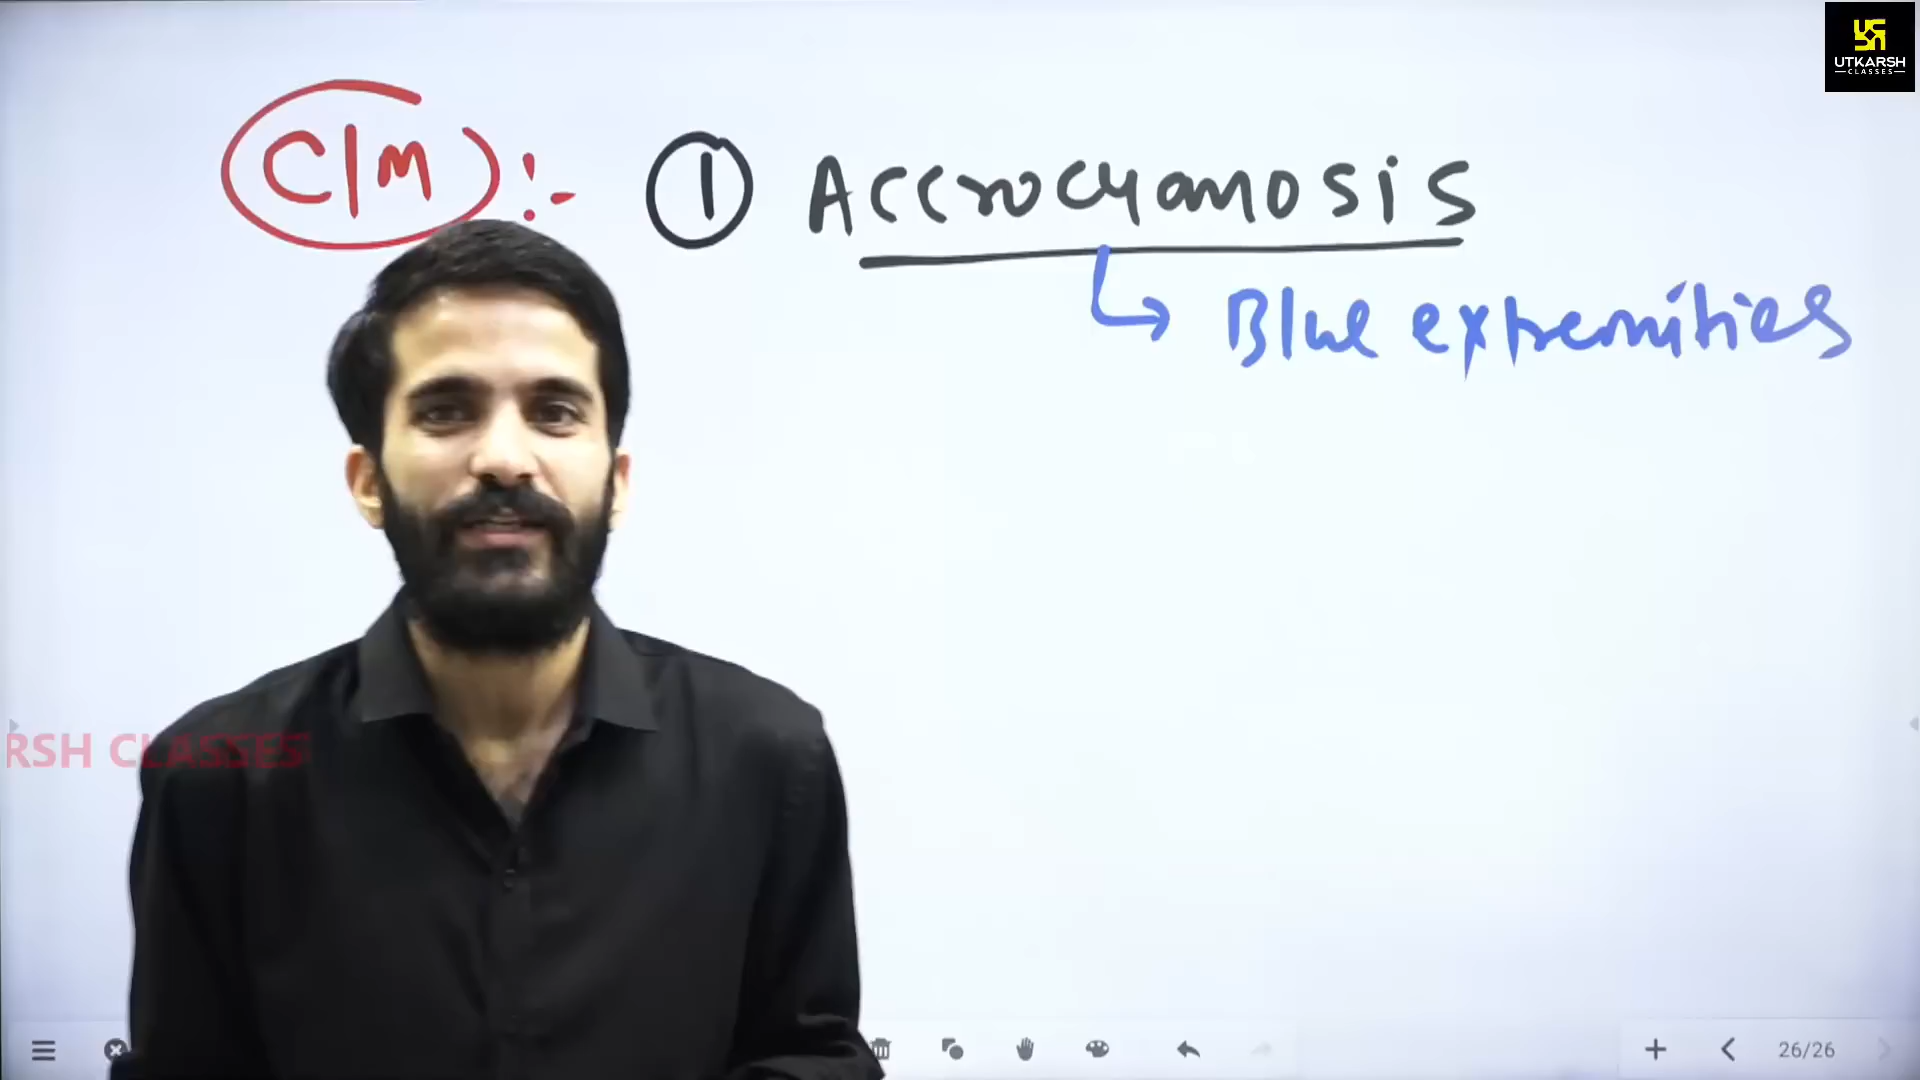 UTKARSH
CLASSES
C/M :- 1 Accrocyanosis
Blue extremities
RSH CLASSES
26/26